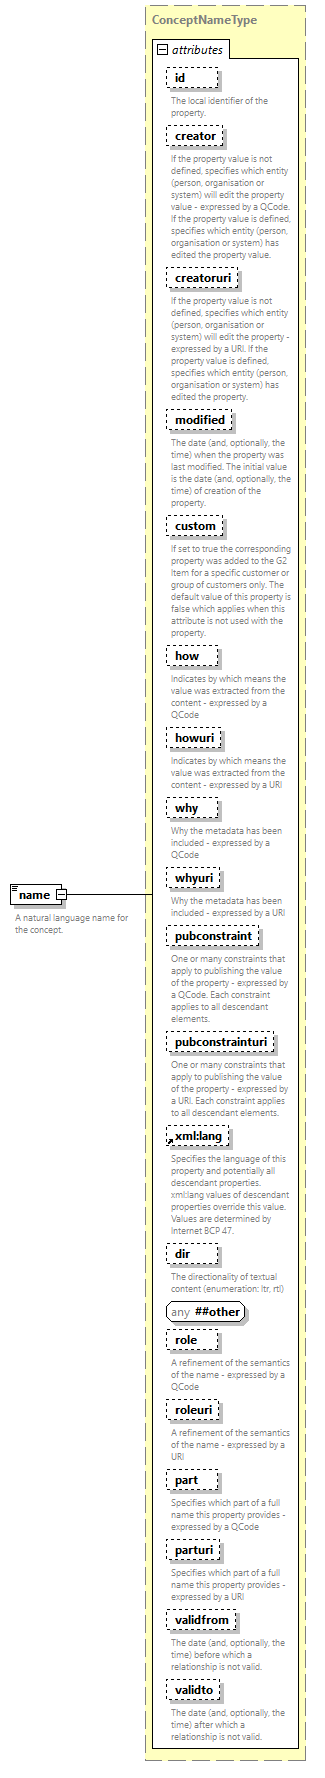 ConceptNameType
attributes
id
The local identifier of the
property.
creator
If the property value is not
defined, specifies which entity
(person, organisation or
system) will edit the property
value - expressed by a QCode.
If the property value is defined,
specifies which entity (person,
organisation or system) has
edited the property value.
creatoruri
If the property value is not
defined, specifies which entity
(person, organisation or
system) will edit the property -
expressed by a URI. If the
property value is defined,
specifies which entity (person,
organisation or system) has
edited the property.
modified
The date (and, optionally, the
time) when the property was
last modified. The initial value
is the date (and, optionally, the
time) of creation of the
property.
custom
If set to true the corresponding
property was added to the G2
Item for a specific customer or
group of customers only. The
default value of this property is
false which applies when this
attribute is not used with the
property.
how
Indicates by which means the
value was extracted from the
content - expressed by a
QCode
howuri
Indicates by which means the
value was extracted from the
content - expressed by a URI
why
Why the metadata has been
included - expressed by a
QCode
whyuri
Why the metadata has been
included - expressed by a URI
name
A natural language name for
the concept.
pubconstraint
One or many constraints that
apply to publishing the value
of the property - expressed by
a QCode. Each constraint
applies to all descendant
elements.
pubconstrainturi
One or many constraints that
apply to publishing the value
of the property - expressed by
a URI. Each constraint applies
to all descendant elements.
xml:lang
Specifies the language of this
property and potentially all
descendant properties.
xml:lang values of descendant
properties override this value.
Values are determined by
Internet BCP 47.
dir
The directionality of textual
content (enumeration: ltr, rtl)
any ##other
role
A refinement of the semantics
of the name - expressed by a
QCode
roleuri
A refinement of the semantics
of the name - expressed by a
URI
part
Specifies which part of a full
name this property provides -
expressed by a QCode
parturi
Specifies which part of a full
name this property provides -
expressed by a URI
validfrom
The date (and, optionally, the
time) before which a
relationship is not valid.
validto
The date (and, optionally, the
time) after which a
relationship is not valid.